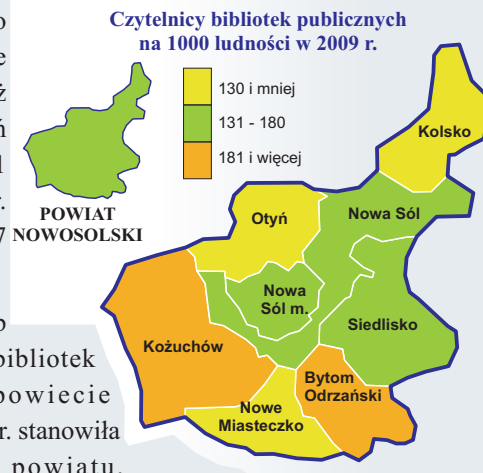 Czytelnicy bibliotek publicznych
na 1000 ludności w 2009 r.
130 i mniej
131 - 180
181 i więcej
POWIAT
NOWOSOLSKI
Kolsko
Otyń
Nowa Sól
Nowa
Sól m.
Siedlisko
Kożuchów
Bytom
Odrzański
Nowe
Miasteczko
o
e
ż
ń
r.
7
bibliotek
powiecie
r. stanowiła
powiatu.